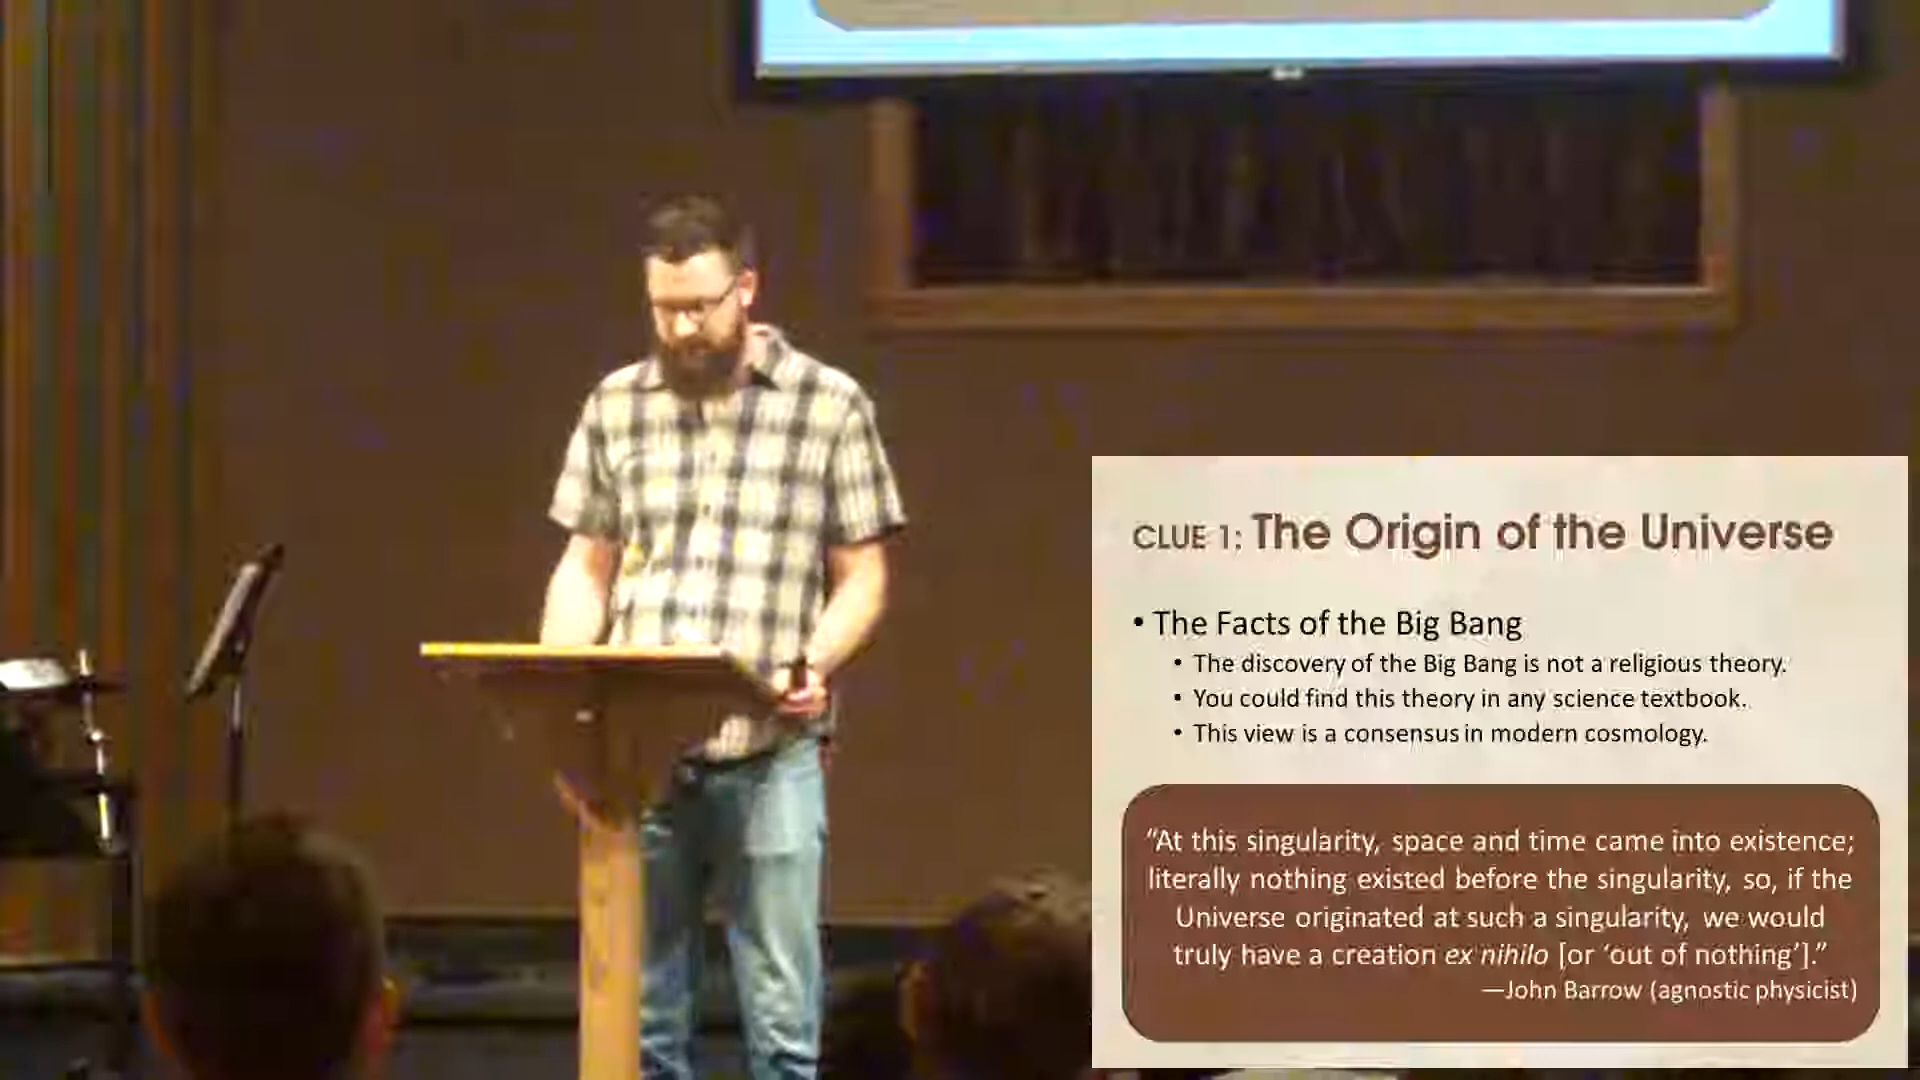 CLUE 1: The Origin of the Universe
• The Facts of the Big Bang
• The discovery of the Big Bang is not a religious theory.
• You could find this theory in any science textbook.
• This view is a consensus in modern cosmology.
“At this singularity, space and time came into existence;
literally nothing existed before the singularity, so, if the
Universe originated at such a singularity, we would
truly have a creation ex nihilo [or ‘out of nothing’].”
—John Barrow (agnostic physicist)